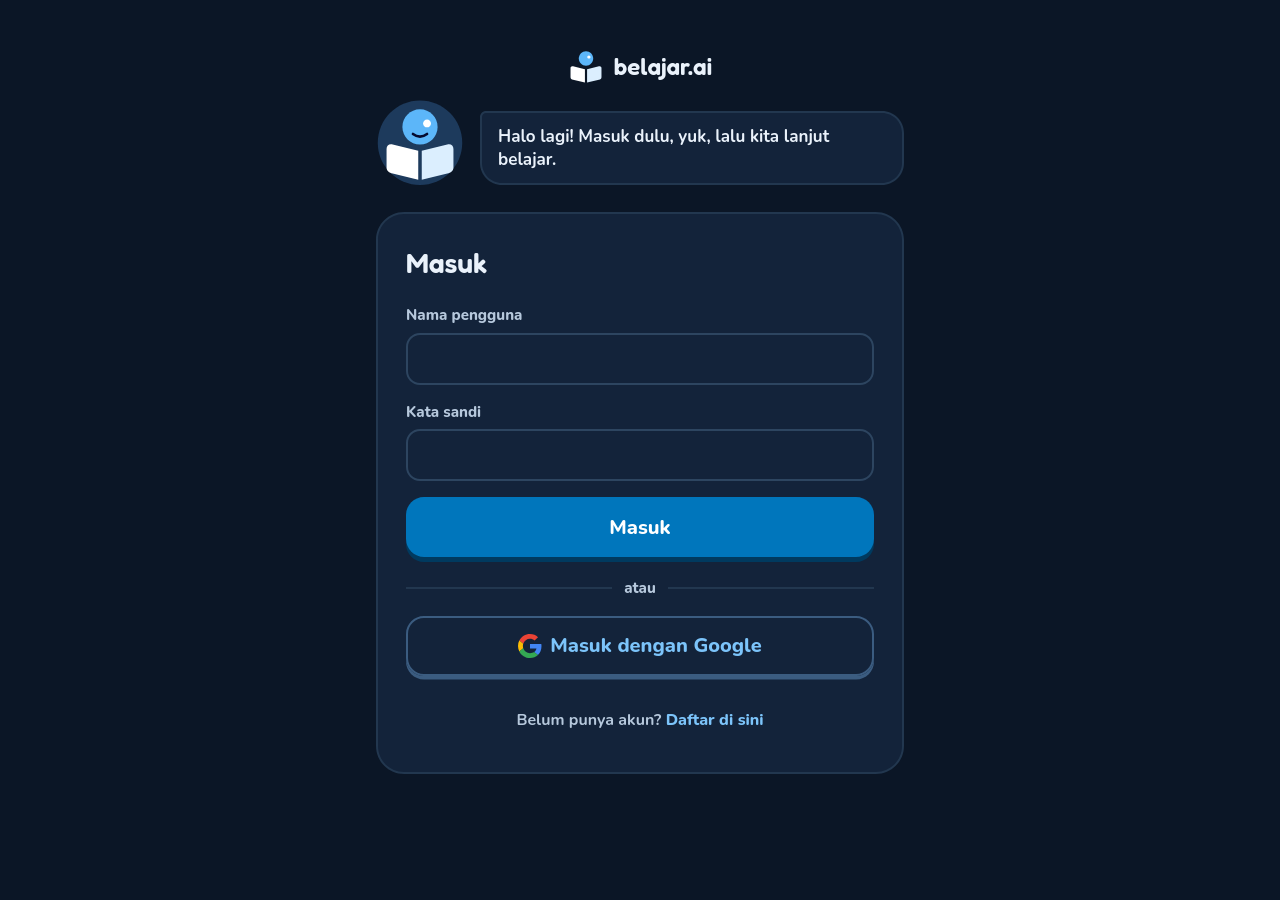 belajar.ai
Halo lagi! Masuk dulu, yuk, lalu kita lanjut
belajar.
Masuk
Nama pengguna
Kata sandi
Masuk
atau
Masuk dengan Google
Belum punya akun? Daftar di sini